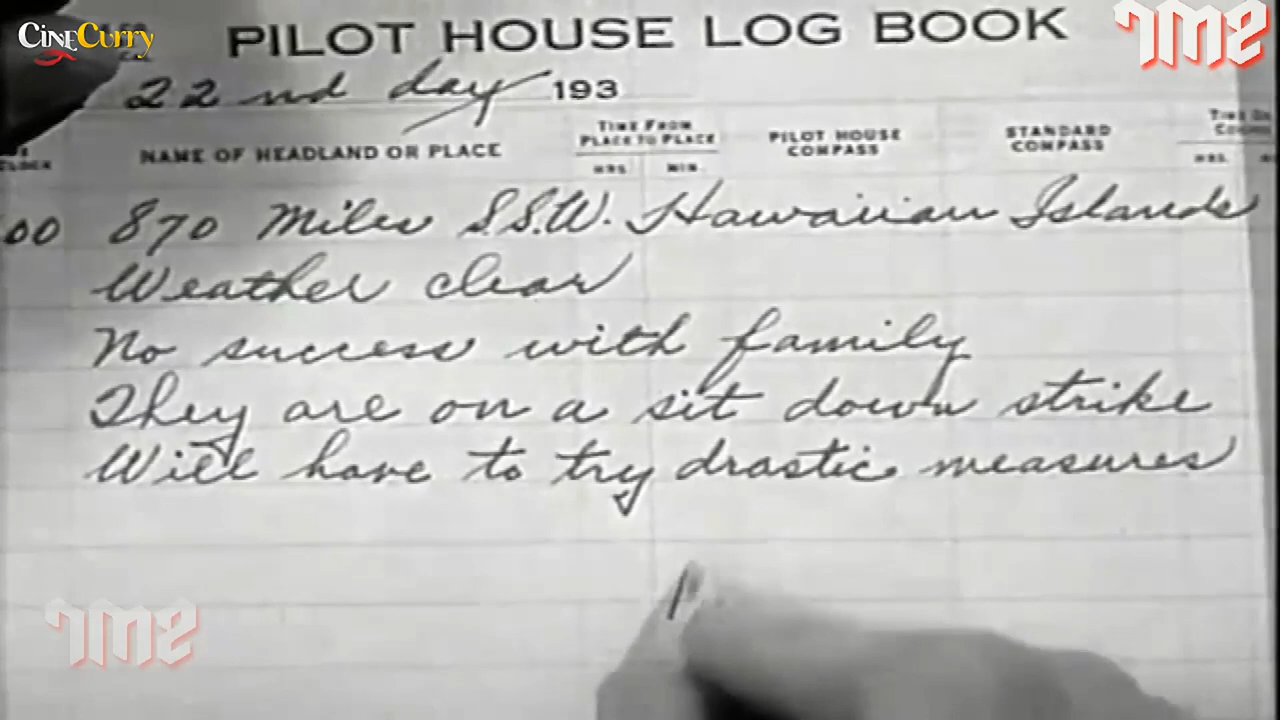 CineCurry
PILOT HOUSE LOG BOOK
22nd day 193
NAME OF HEADLAND OR PLACE
TIME FROM
PLACE TO PLACE
HRS. MIN.
PILOT HOUSE
COMPASS
STANDARD
COMPASS
HRS.
00 870 Miles S.S.W. Hawaiian Islands
Weather clear
No success with family
They are on a sit down strike
Will have to try drastic measures